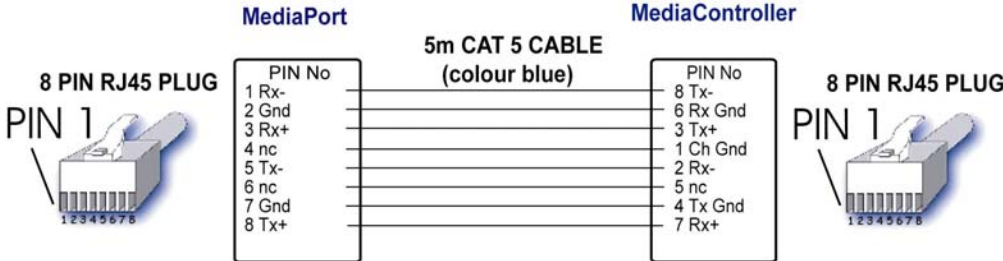 MediaPort
MediaController
5m CAT 5 CABLE
(colour blue)
8 PIN RJ45 PLUG
PIN 1
12345678
PIN No
1 Rx-
2 Gnd
3 Rx+
4 nc
5 Tx-
6 nc
7 Gnd
8 Tx+
PIN No
8 Tx-
6 Rx Gnd
3 Tx+
1 Ch Gnd
2 Rx-
5 nc
4 Tx Gnd
7 Rx+
8 PIN RJ45 PLUG
PIN 1
12345678